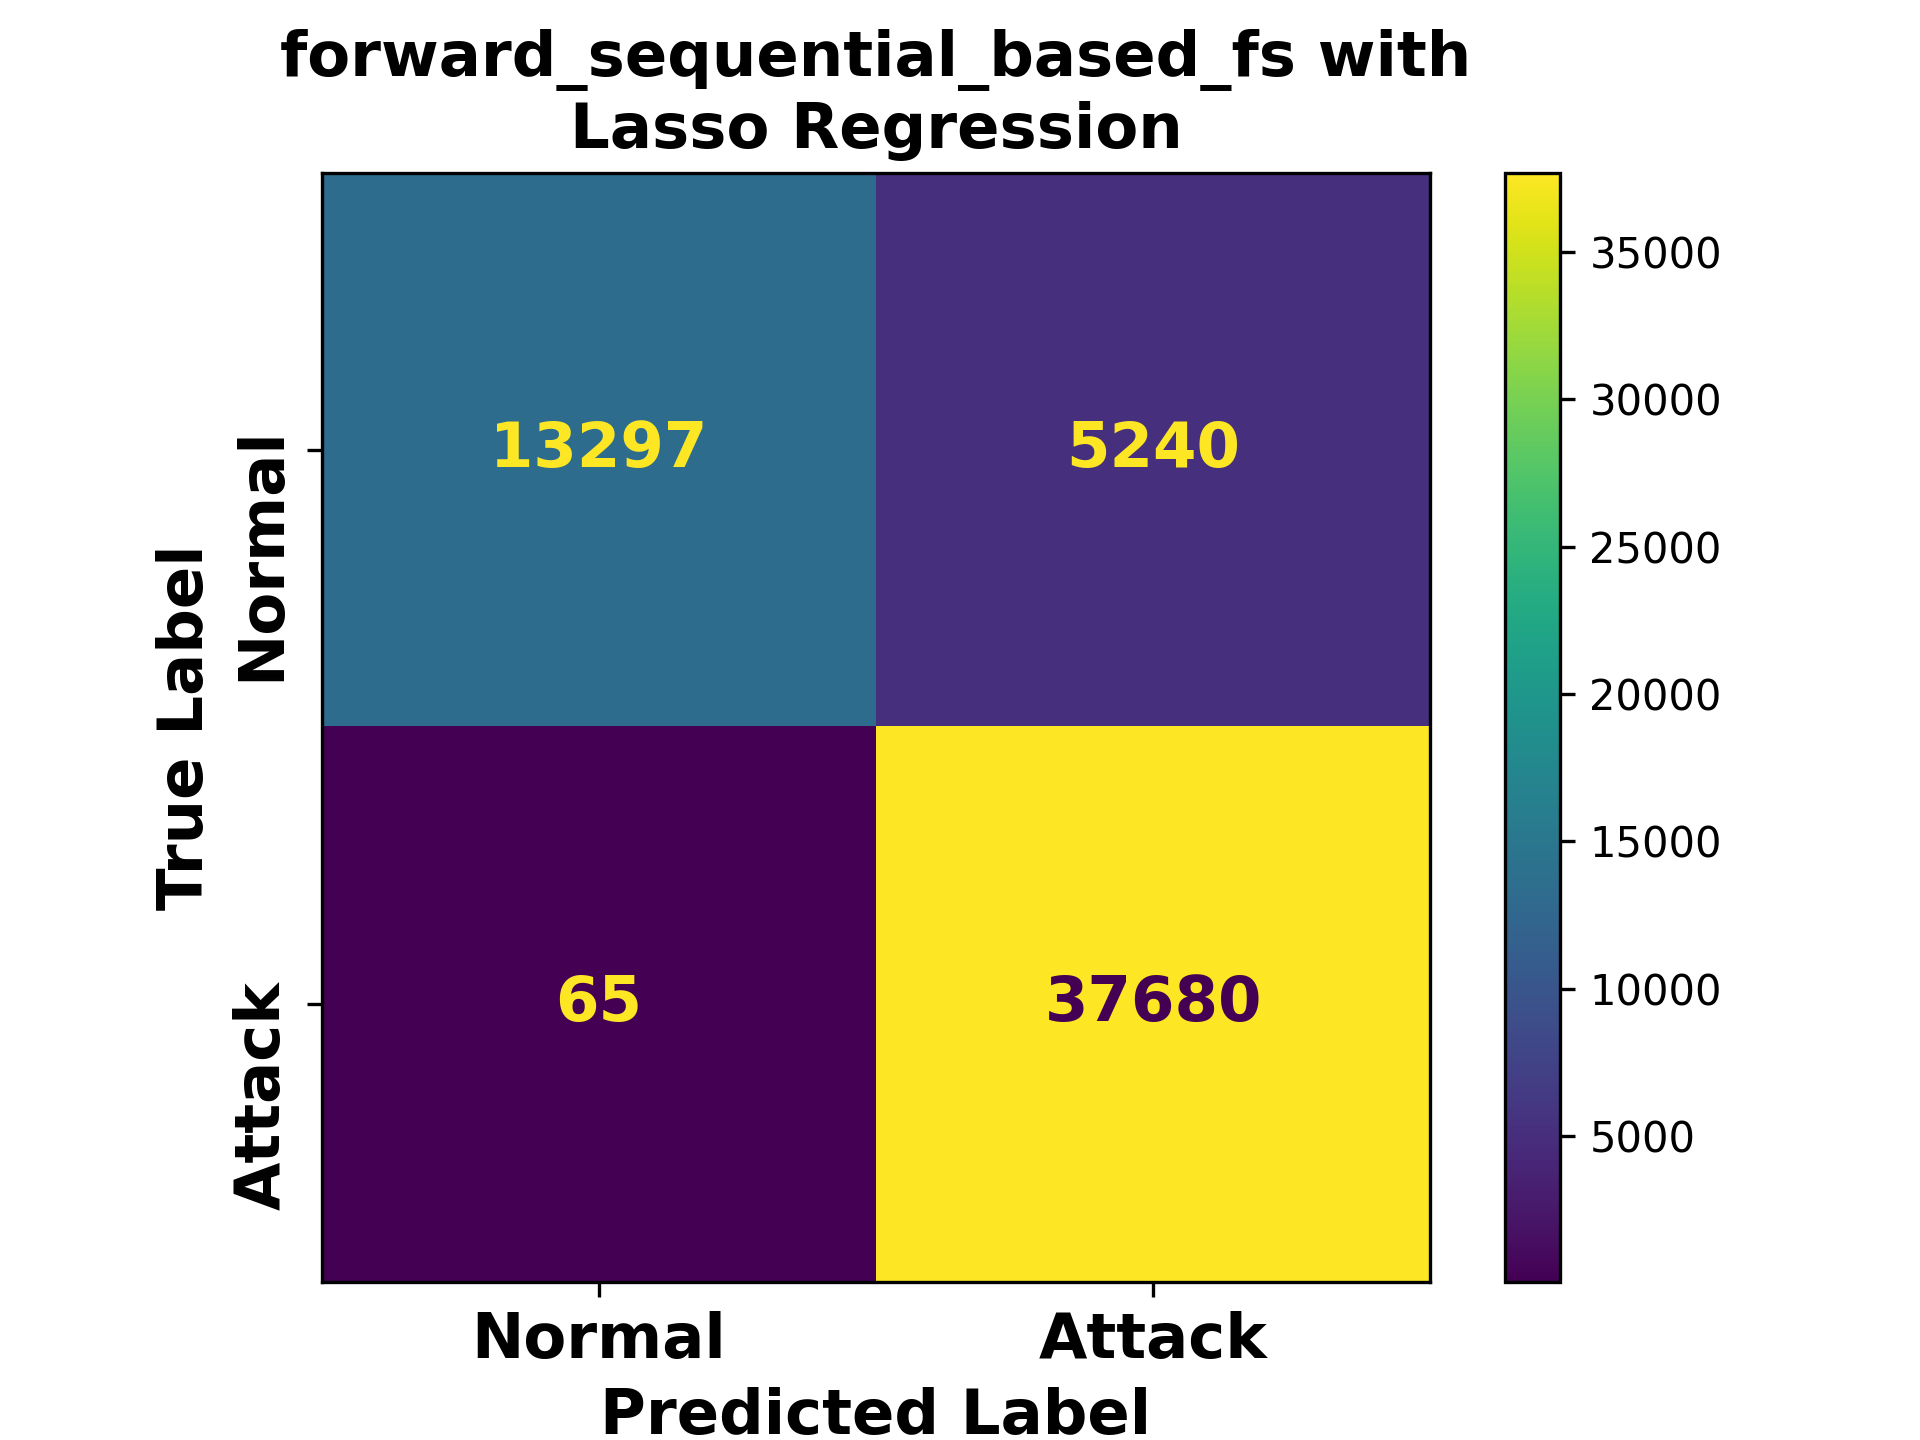 forward_sequential_based_fs with
Lasso Regression
True Label
Normal
Attack
13297
5240
65
37680
Normal
Attack
Predicted Label
35000
30000
25000
20000
15000
10000
5000